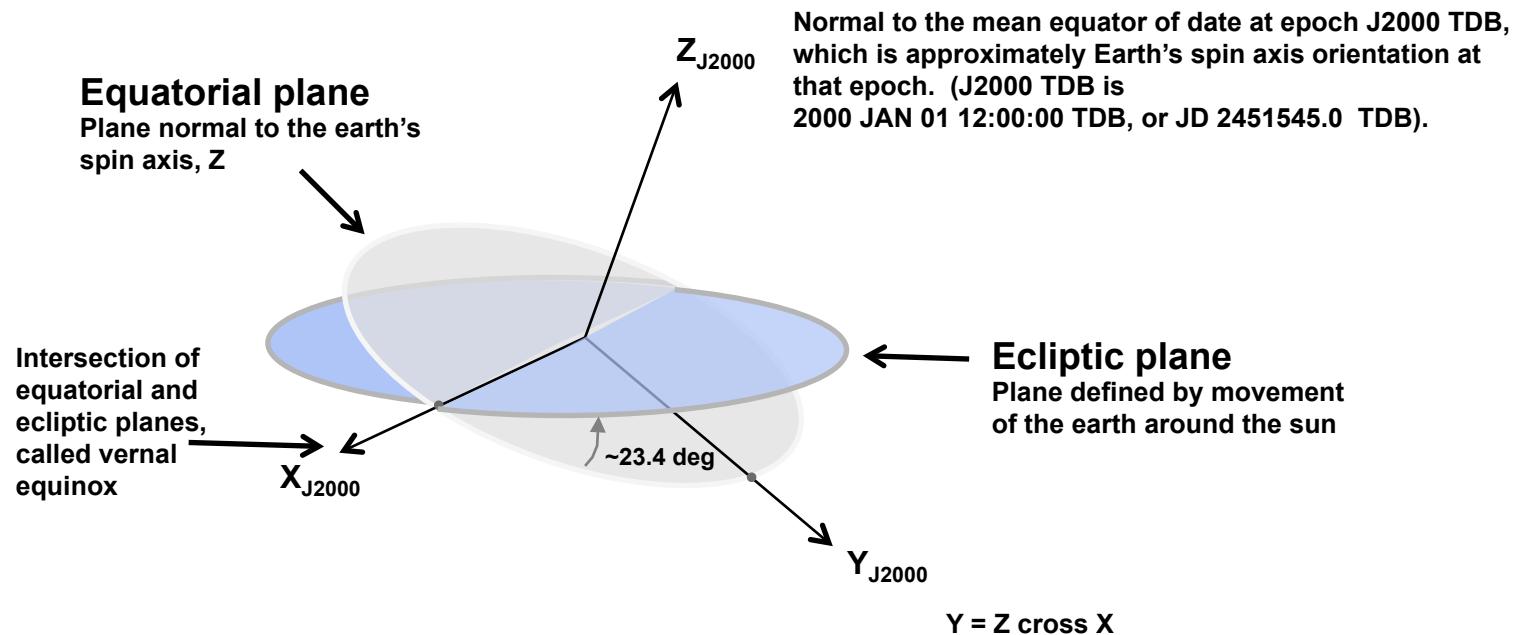 Normal to the mean equator of date at epoch J2000 TDB,
which is approximately Earth’s spin axis orientation at
that epoch. (J2000 TDB is
2000 JAN 01 12:00:00 TDB, or JD 2451545.0 TDB).
ZJ2000
Equatorial plane
Plane normal to the earth’s
spin axis, Z
Intersection of
equatorial and
ecliptic planes,
called vernal
equinox
XJ2000
~23.4 deg
Ecliptic plane
Plane defined by movement
of the earth around the sun
YJ2000
Y = Z cross X